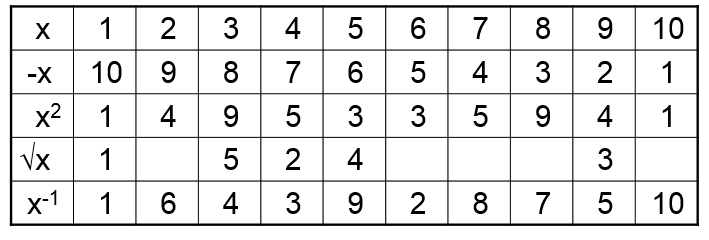 x 1 2 3 4 5 6 7 8 9 10
-x 10 9 8 7 6 5 4 3 2 1
x² 1 4 9 5 3 3 5 9 4 1
√x 1 5 2 4 3
x⁻¹ 1 6 4 3 9 2 8 7 5 10